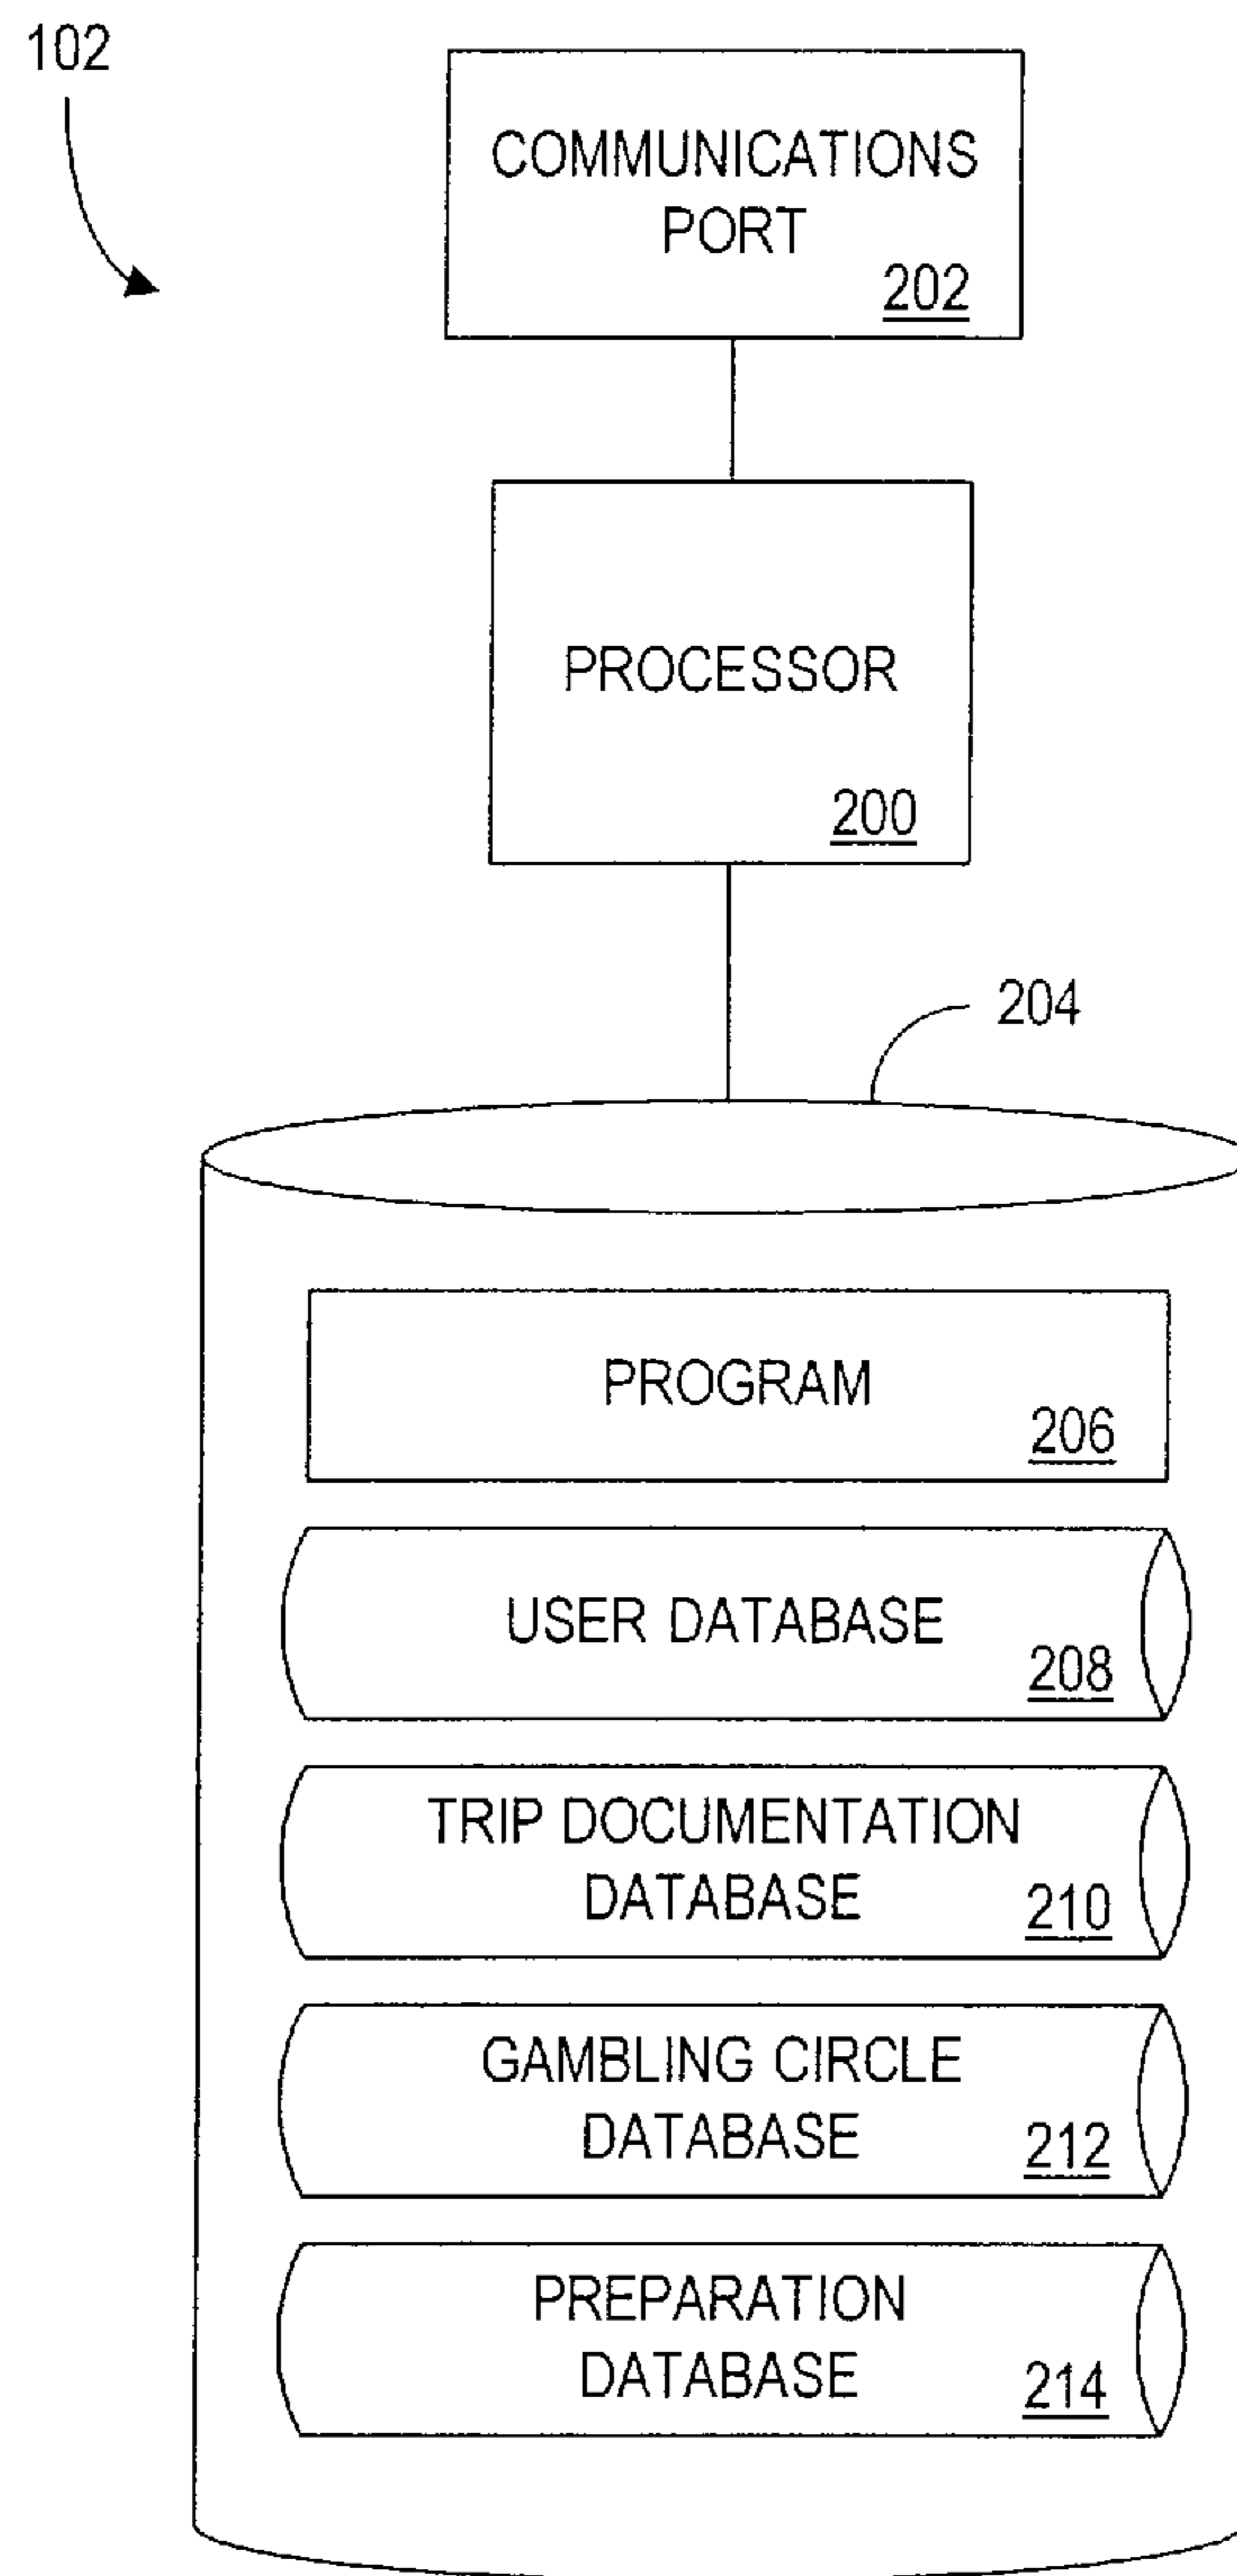 102
COMMUNICATIONS
PORT
202
PROCESSOR
200
204
PROGRAM
206
USER DATABASE
208
TRIP DOCUMENTATION
DATABASE
210
GAMBLING CIRCLE
DATABASE
212
PREPARATION
DATABASE
214